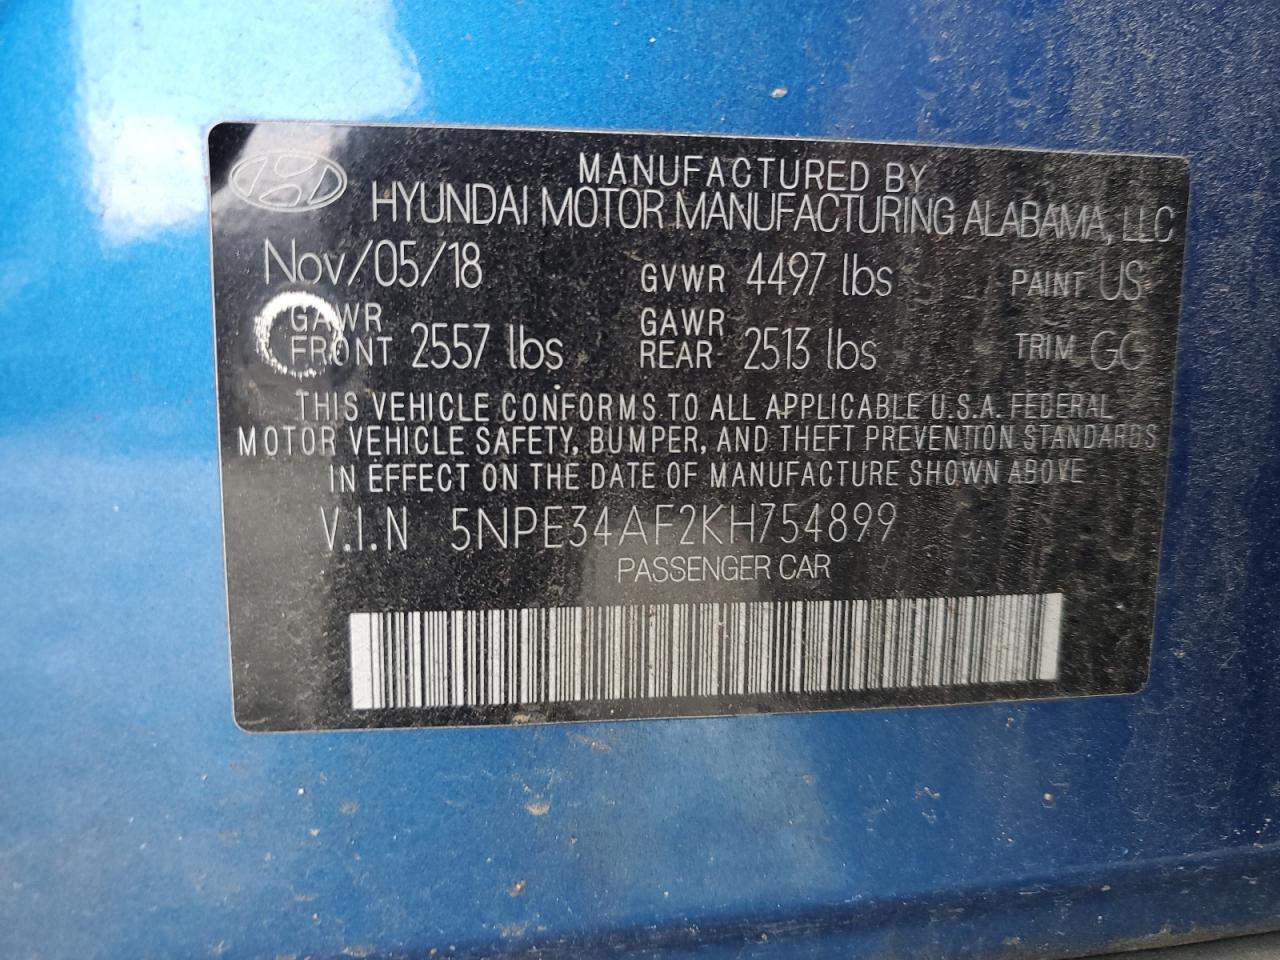 MANUFACTURED BY
HYUNDAI MOTOR MANUFACTURING ALABAMA, LLC
Nov/05/18 GVWR 4497 lbs PAINT US
GAWR FRONT 2557 lbs GAWR REAR 2513 lbs TRIM GG
THIS VEHICLE CONFORMS TO ALL APPLICABLE U.S.A. FEDERAL
MOTOR VEHICLE SAFETY, BUMPER, AND THEFT PREVENTION STANDARDS
IN EFFECT ON THE DATE OF MANUFACTURE SHOWN ABOVE
V.I.N 5NPE34AF2KH754899
PASSENGER CAR